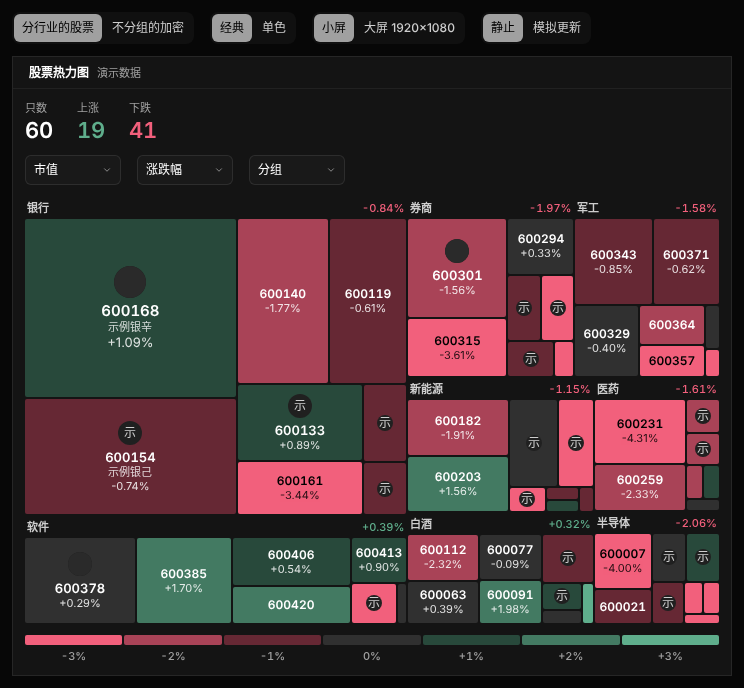 分行业的股票 不分组的加密 经典 单色 小屏 大屏 1920×1080 静止 模拟更新
股票热力图 演示数据
只数 上涨 下跌
60 19 41
市值 涨跌幅 分组
银行 -0.84%
600168
示例银辛
+1.09%
600140
-1.77%
600119
-0.61%
示
600154
示例银己
-0.74%
示
600133
+0.89%
示
600161
-3.44%
示
券商 -1.97%
600301
-1.56%
600294
+0.33%
示
示
600315
-3.61%
示
军工 -1.58%
600343
-0.85%
600371
-0.62%
600329
-0.40%
600364
600357
新能源 -1.15%
600182
-1.91%
示
示
600203
+1.56%
示
医药 -1.61%
600231
-4.31%
示
示
600259
-2.33%
软件 +0.39%
600378
+0.29%
600385
+1.70%
600406
+0.54%
600413
+0.90%
600420
示
白酒 +0.32%
600112
-2.32%
600077
-0.09%
示
600063
+0.39%
600091
+1.98%
示
半导体 -2.06%
600007
-4.00%
示
示
600021
示
-3% -2% -1% 0% +1% +2% +3%